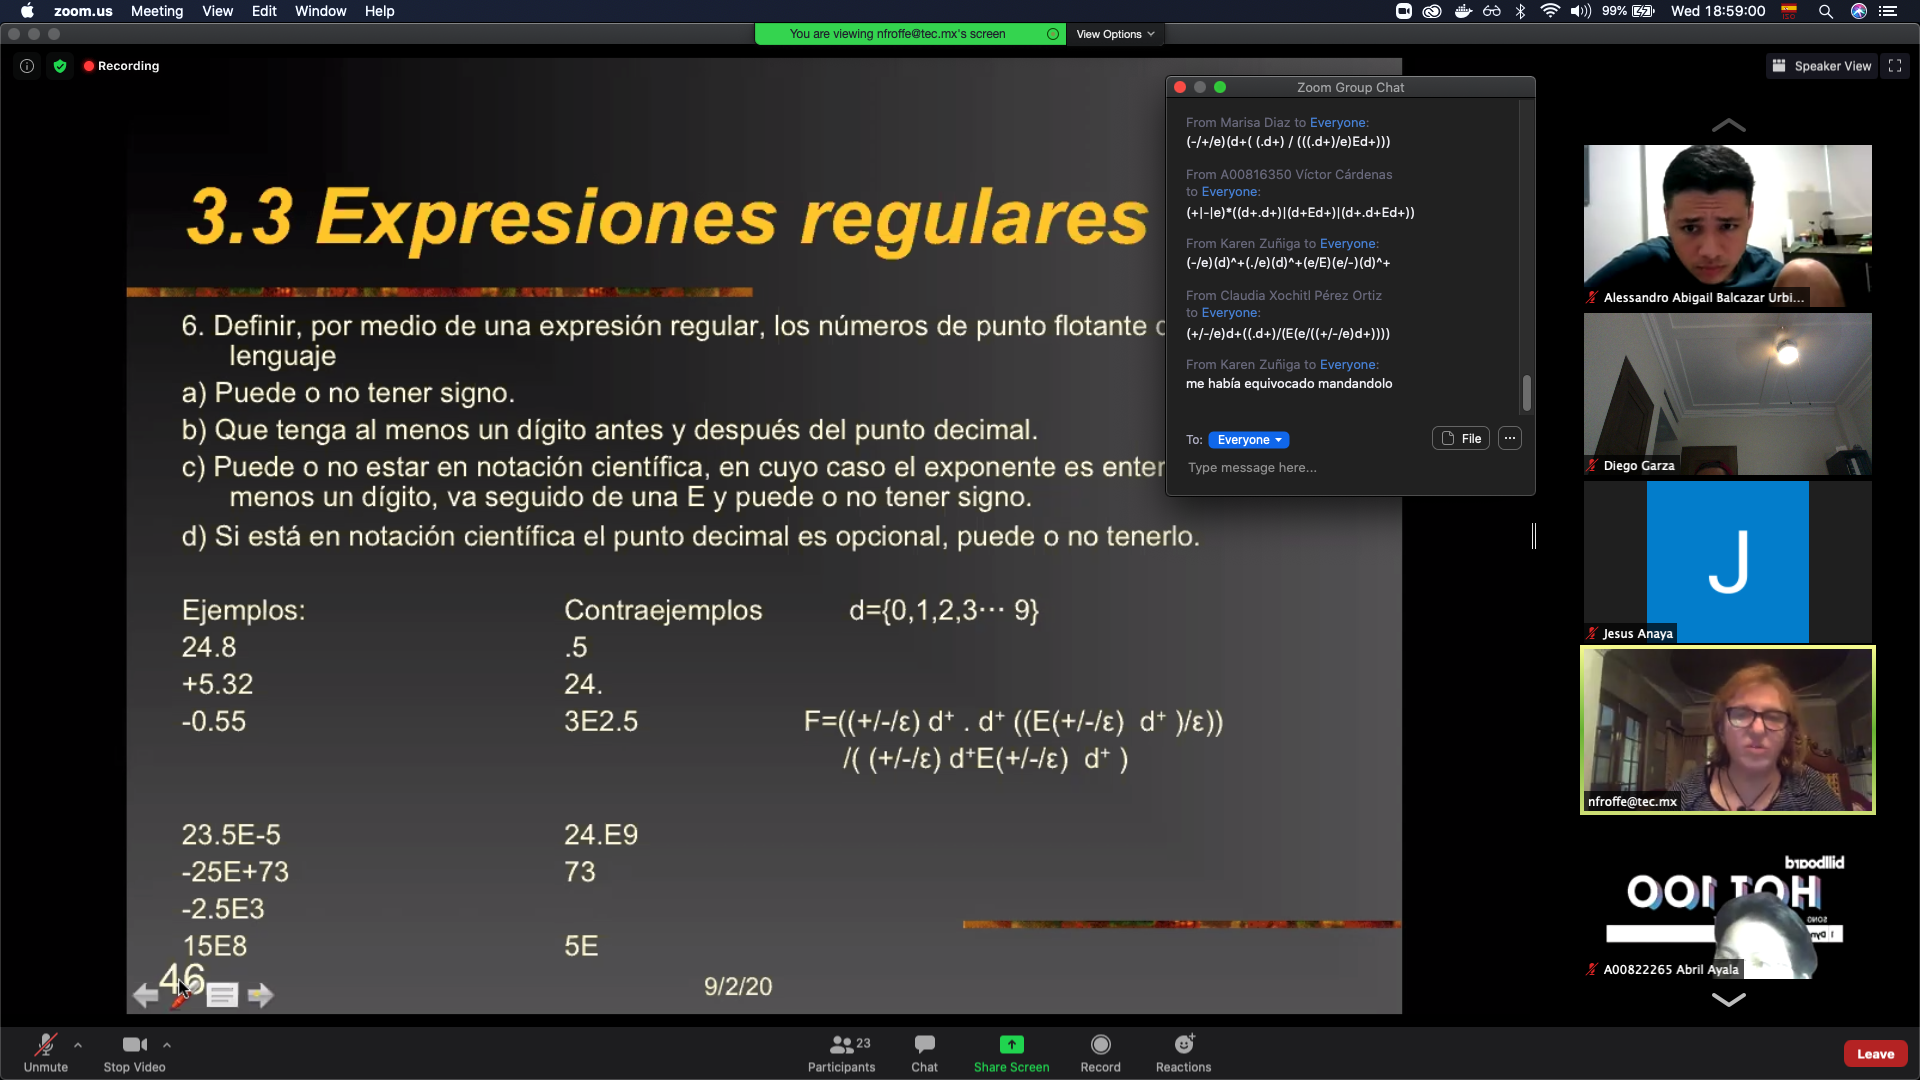 zoom.us Meeting View Edit Window Help
99% Wed 18:59:00
You are viewing nfroffe@tec.mx's screen View Options
Recording
Speaker View
3.3 Expresiones regulares
6. Definir, por medio de una expresión regular, los números de punto flotante
lenguaje
a) Puede o no tener signo.
b) Que tenga al menos un dígito antes y después del punto decimal.
c) Puede o no estar en notación científica, en cuyo caso el exponente es
menos un dígito, va seguido de una E y puede o no tener signo.
d) Si está en notación científica el punto decimal es opcional, puede o no tenerlo.
Ejemplos: Contraejemplos d={0,1,2,3… 9}
24.8 .5
+5.32 24.
-0.55 3E2.5 F=((+/-/ε) d⁺ . d⁺ ((E(+/-/ε) d⁺ )/ε))
/( (+/-/ε) d⁺E(+/-/ε) d⁺ )
23.5E-5 24.E9
-25E+73 73
-2.5E3
15E8 5E
46 9/2/20
Zoom Group Chat
From Marisa Diaz to Everyone:
(-/+/e)(d+( (.d+) / (((.d+)/e)Ed+)))
From A00816350 Víctor Cárdenas
to Everyone:
(+|-|e)*((d+.d+)|(d+Ed+)|(d+.d+Ed+))
From Karen Zuñiga to Everyone:
(-/e)(d)^+(./e)(d)^+(e/E)(e/-)(d)^+
From Claudia Xochitl Pérez Ortiz
to Everyone:
(+/-/e)d+((.d+)/(E(e/((+/-/e)d+))))
From Karen Zuñiga to Everyone:
me había equivocado mandandolo
To: Everyone File
Type message here...
Alessandro Abigail Balcazar Urbi...
Diego Garza
J
Jesus Anaya
nfroffe@tec.mx
billboard
HOT 100
A00822265 Abril Ayala
Unmute Stop Video Participants 23 Chat Share Screen Record Reactions Leave